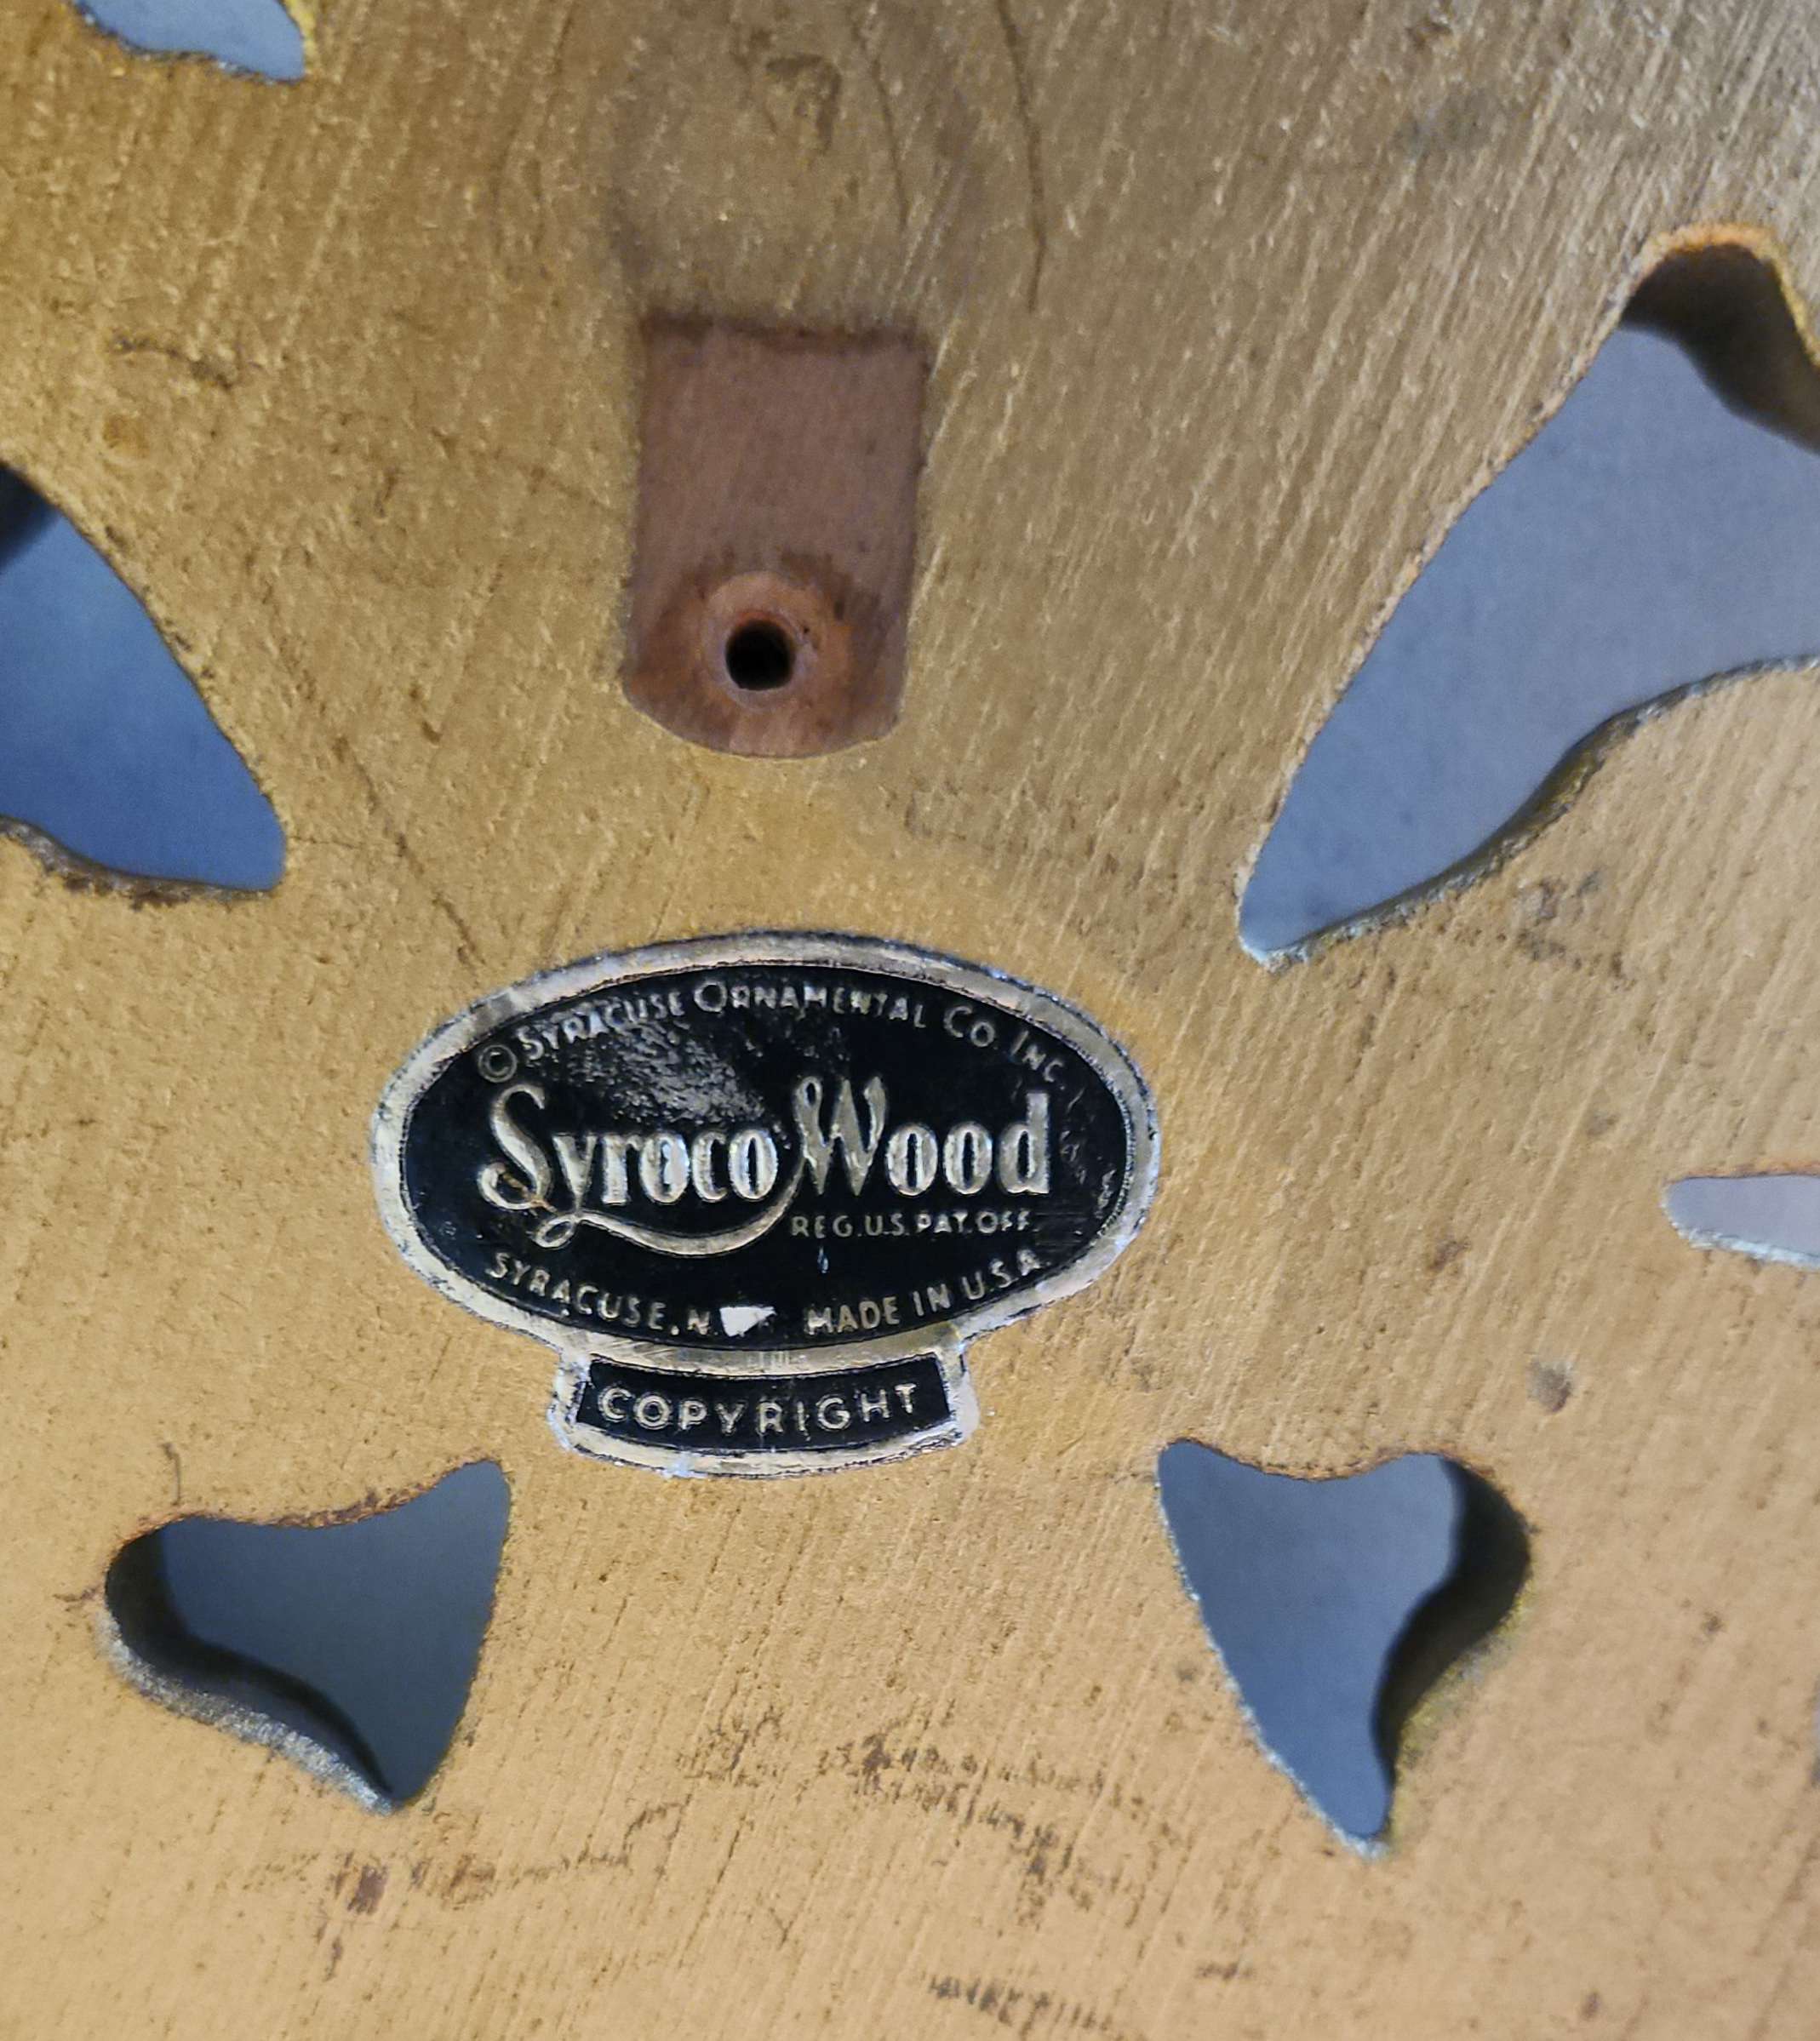 © SYRACUSE ORNAMENTAL CO. INC.
Syroco Wood
REG. U.S. PAT. OFF.
SYRACUSE, N. MADE IN U.S.A.
COPYRIGHT